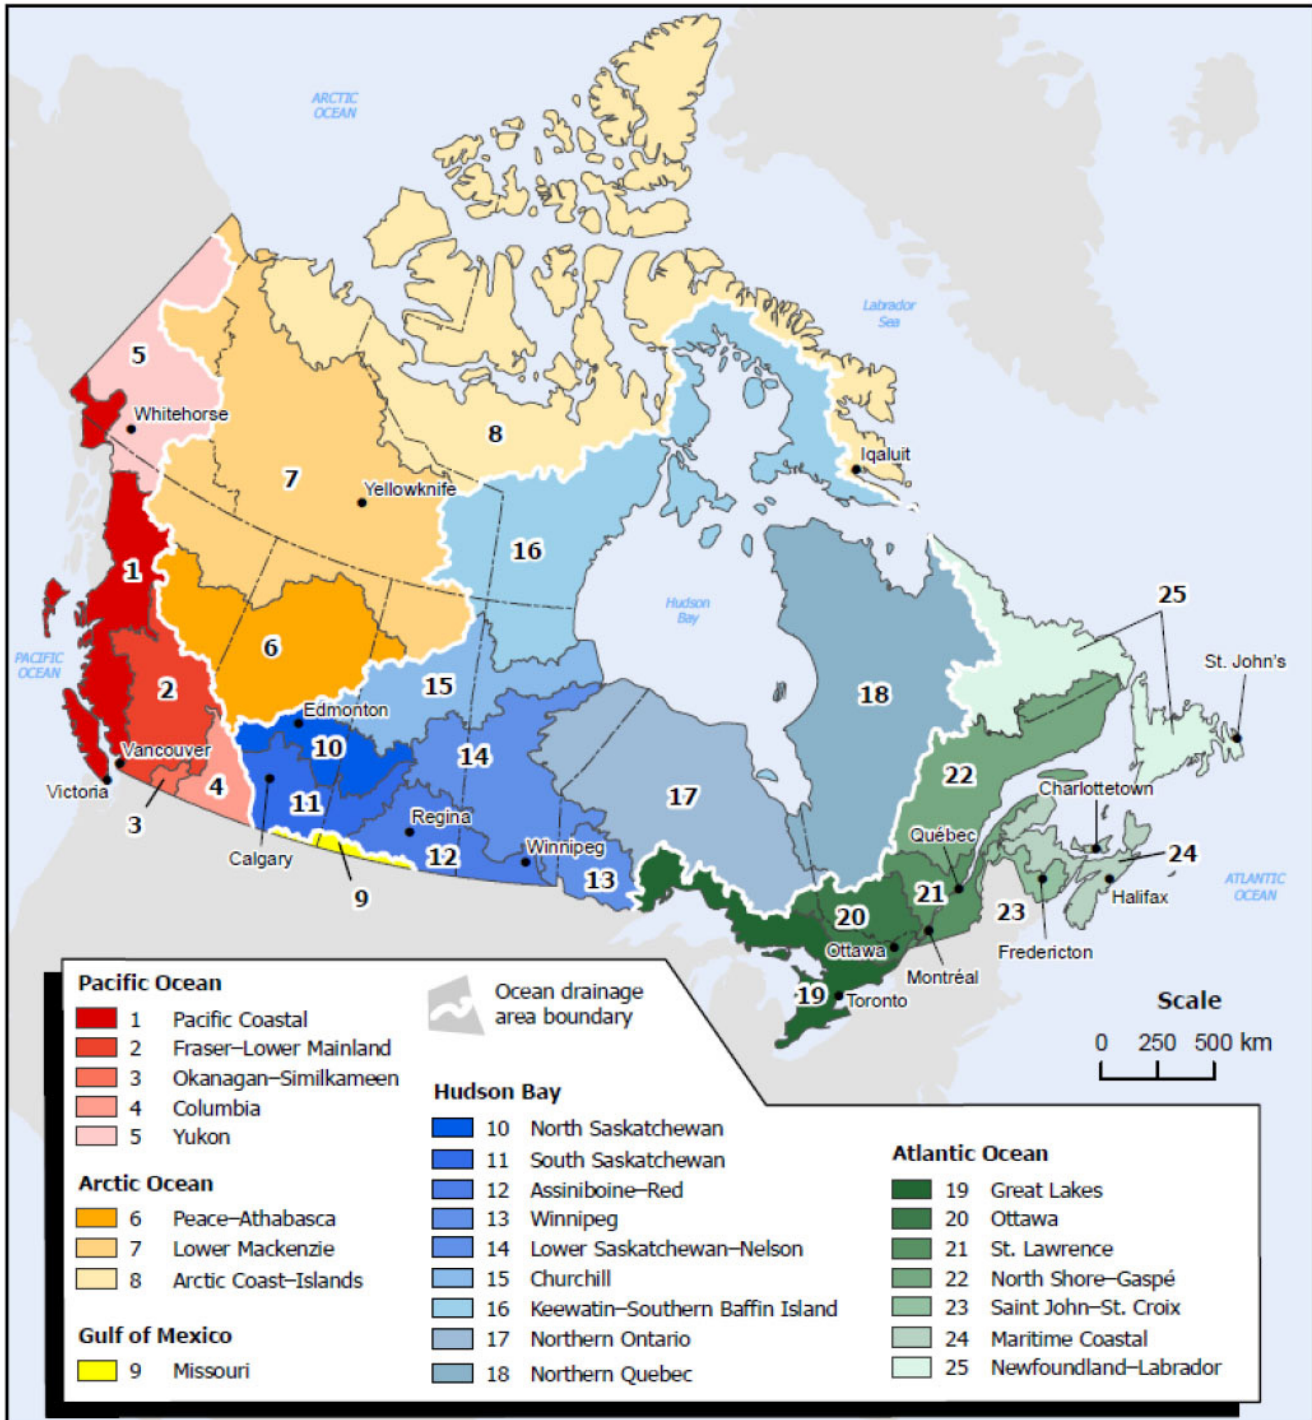 ARCTIC
OCEAN
Labrador
Sea
5
Whitehorse
8
Iqaluit
7
Yellowknife
16
1
Hudson
Bay
25
PACIFIC
OCEAN
6
St. John's
2
15
18
Edmonton
Vancouver
10
14
22
4
Victoria
11
17
Charlottetown
3
Regina
Québec
Calgary
12
Winnipeg
24
9
13
21
ATLANTIC
OCEAN
20
23
Halifax
Ottawa
Fredericton
Montréal
19
Toronto
Scale
0 250 500 km
Ocean drainage
area boundary
Pacific Ocean
1 Pacific Coastal
2 Fraser–Lower Mainland
3 Okanagan–Similkameen
4 Columbia
5 Yukon
Arctic Ocean
6 Peace–Athabasca
7 Lower Mackenzie
8 Arctic Coast–Islands
Gulf of Mexico
9 Missouri
Hudson Bay
10 North Saskatchewan
11 South Saskatchewan
12 Assiniboine–Red
13 Winnipeg
14 Lower Saskatchewan–Nelson
15 Churchill
16 Keewatin–Southern Baffin Island
17 Northern Ontario
18 Northern Quebec
Atlantic Ocean
19 Great Lakes
20 Ottawa
21 St. Lawrence
22 North Shore–Gaspé
23 Saint John–St. Croix
24 Maritime Coastal
25 Newfoundland–Labrador